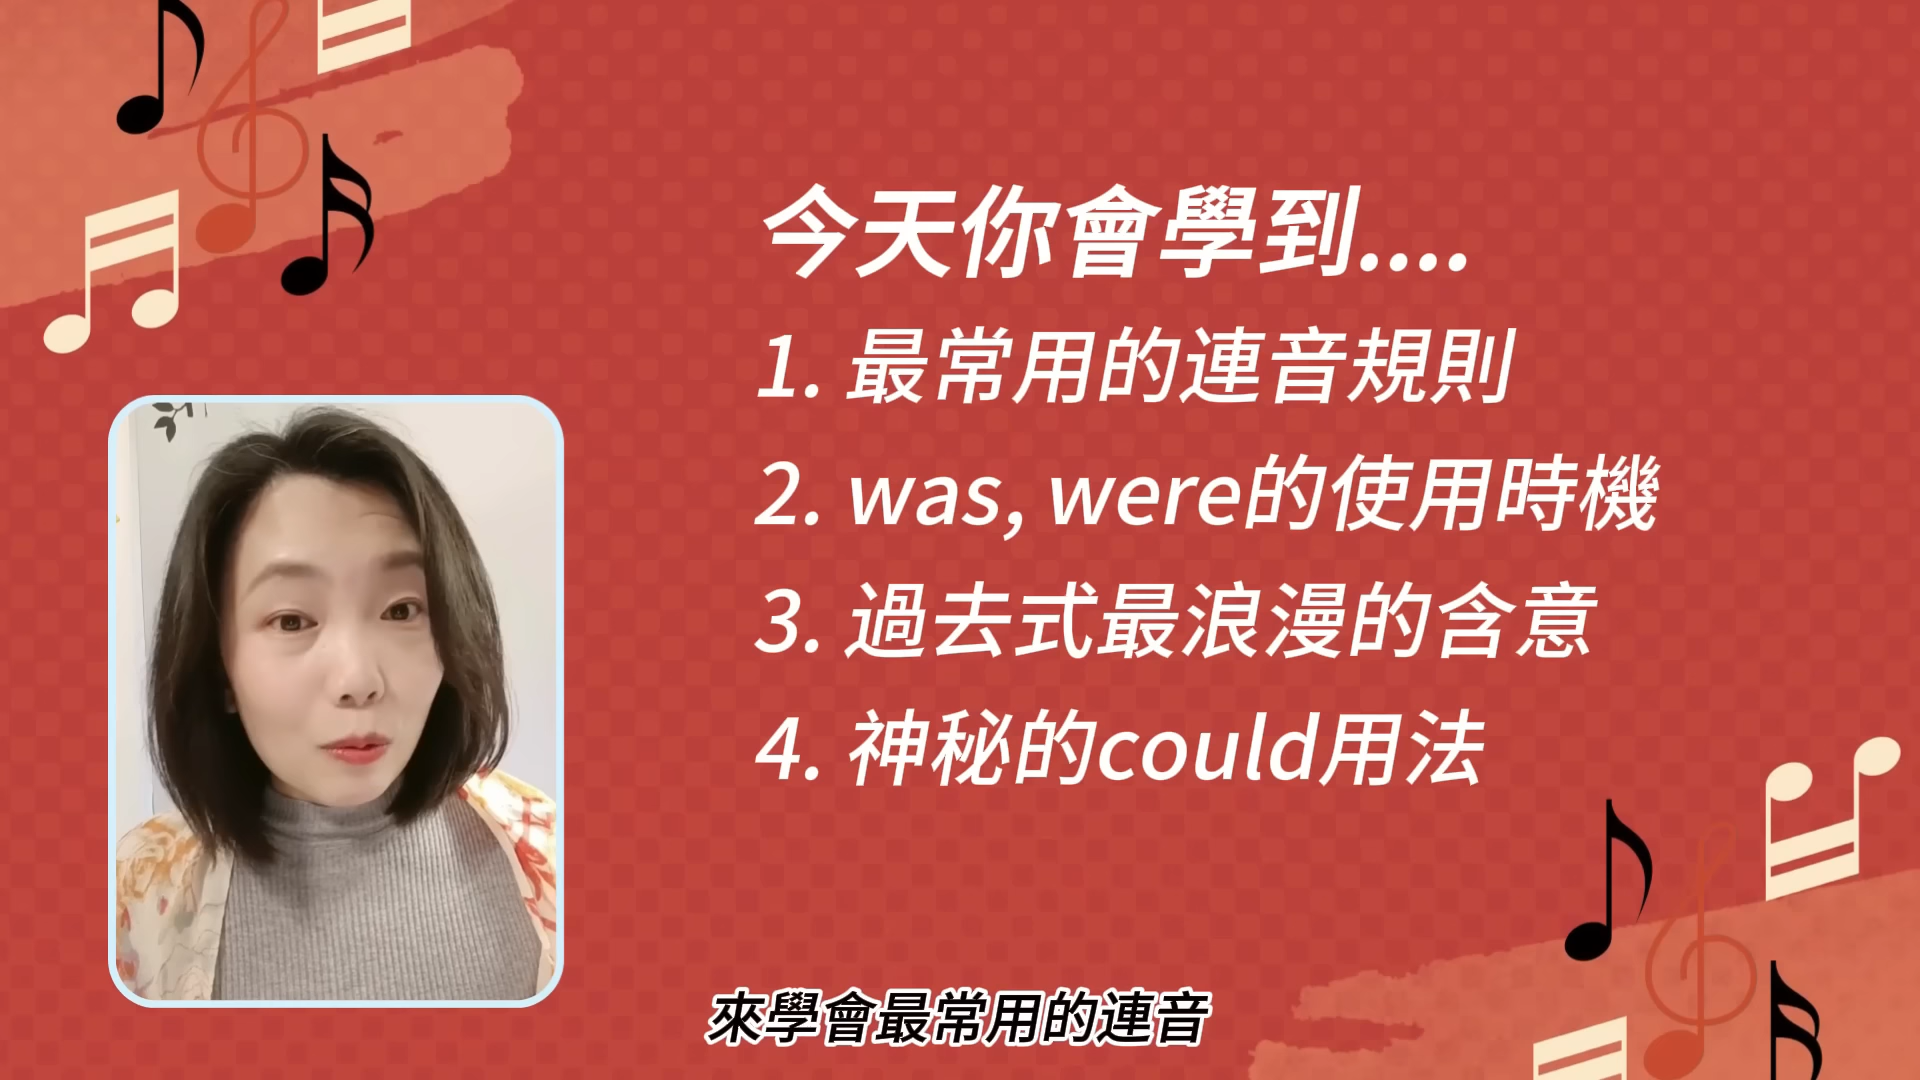 今天你會學到....
1. 最常用的連音規則
2. was, were的使用時機
3. 過去式最浪漫的含意
4. 神秘的could用法
來學會最常用的連音